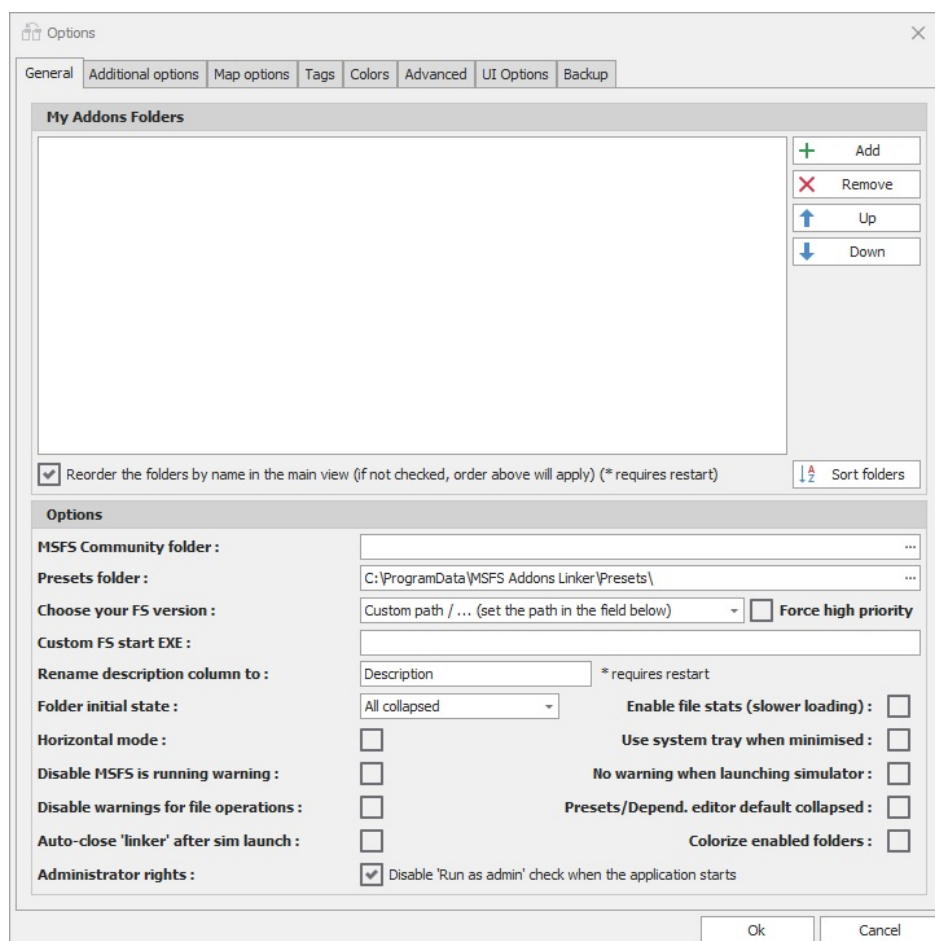 Options
General Additional options Map options Tags Colors Advanced UI Options Backup
My Addons Folders
Add
Remove
Up
Down
Reorder the folders by name in the main view (if not checked, order above will apply) (* requires restart)
Sort folders
Options
MSFS Community folder :
...
Presets folder : C:\ProgramData\MSFS Addons Linker\Presets\ ...
Choose your FS version : Custom path / ... (set the path in the field below) Force high priority
Custom FS start EXE :
Rename description column to : Description * requires restart
Folder initial state : All collapsed Enable file stats (slower loading) :
Horizontal mode : Use system tray when minimised :
Disable MSFS is running warning : No warning when launching simulator :
Disable warnings for file operations : Presets/Depend. editor default collapsed :
Auto-close 'linker' after sim launch : Colorize enabled folders :
Administrator rights : Disable 'Run as admin' check when the application starts
Ok Cancel